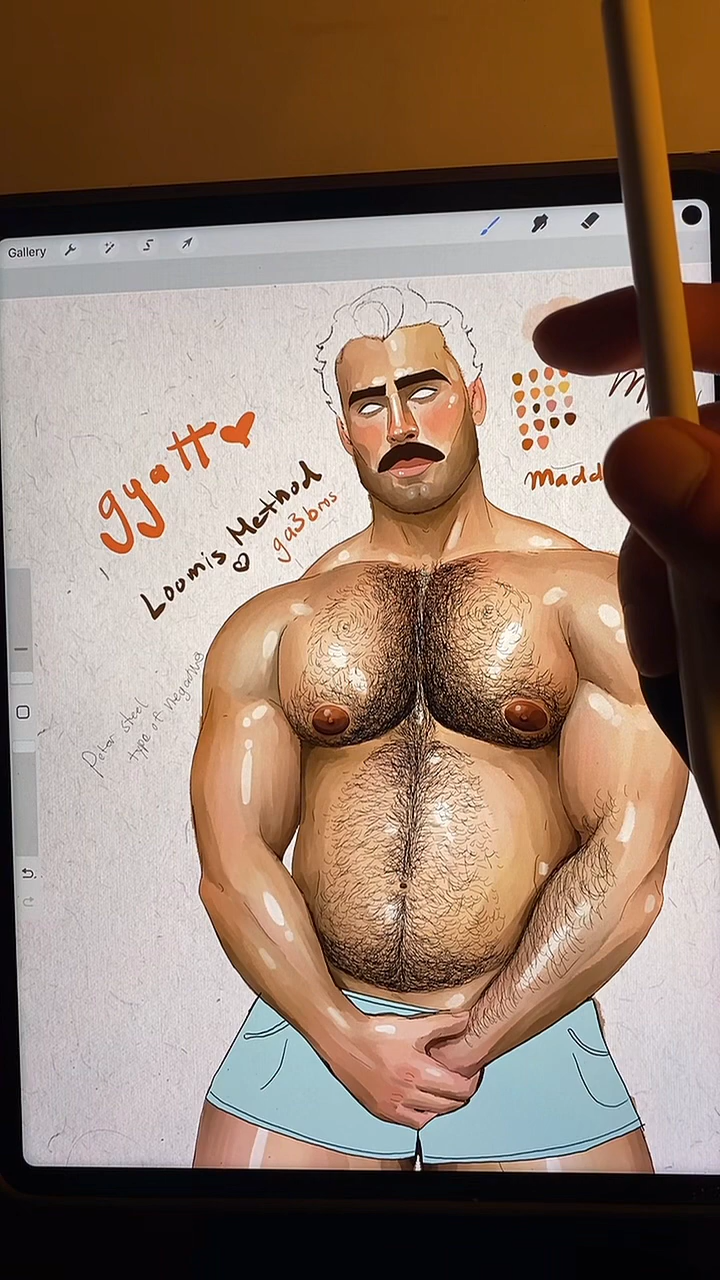 Gallery
gyatt
Loomis Method
ga3bms
Peter steel
type of negative
Madd